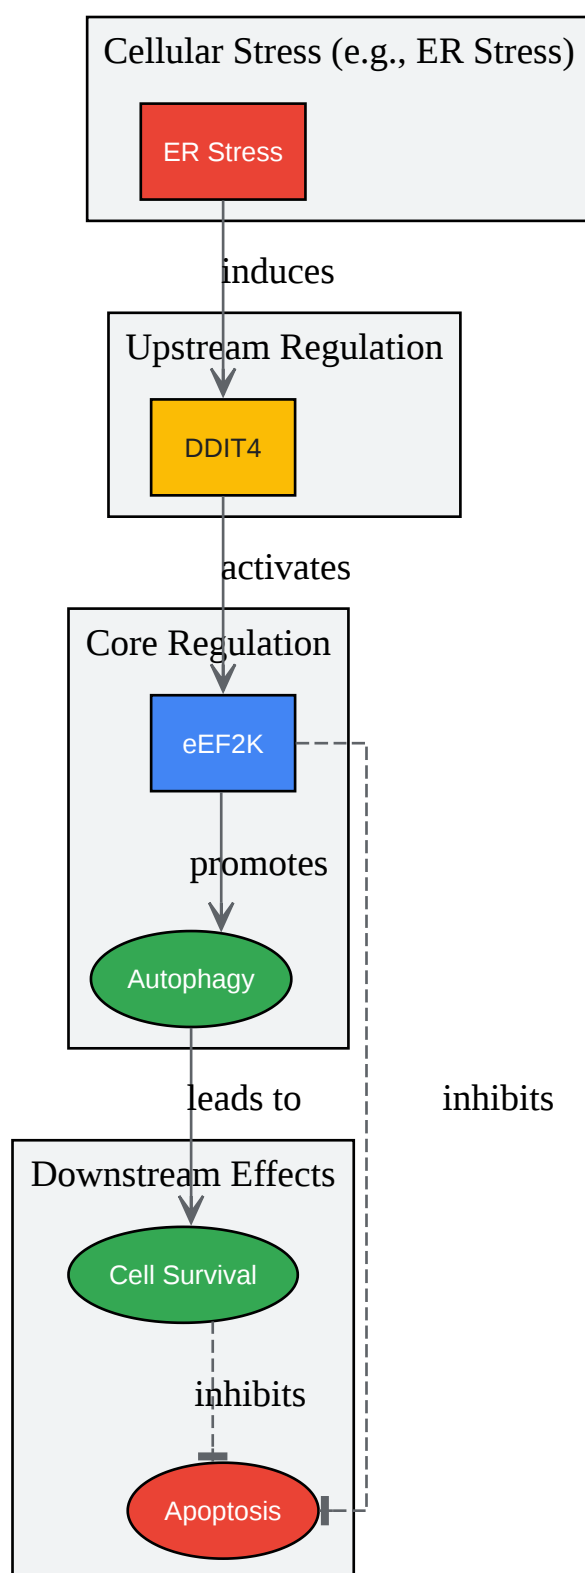 Cellular Stress (e.g., ER Stress)
ER Stress
induces
Upstream Regulation
DDIT4
activates
Core Regulation
eEF2K
promotes
Autophagy
leads to
inhibits
Downstream Effects
Cell Survival
inhibits
Apoptosis